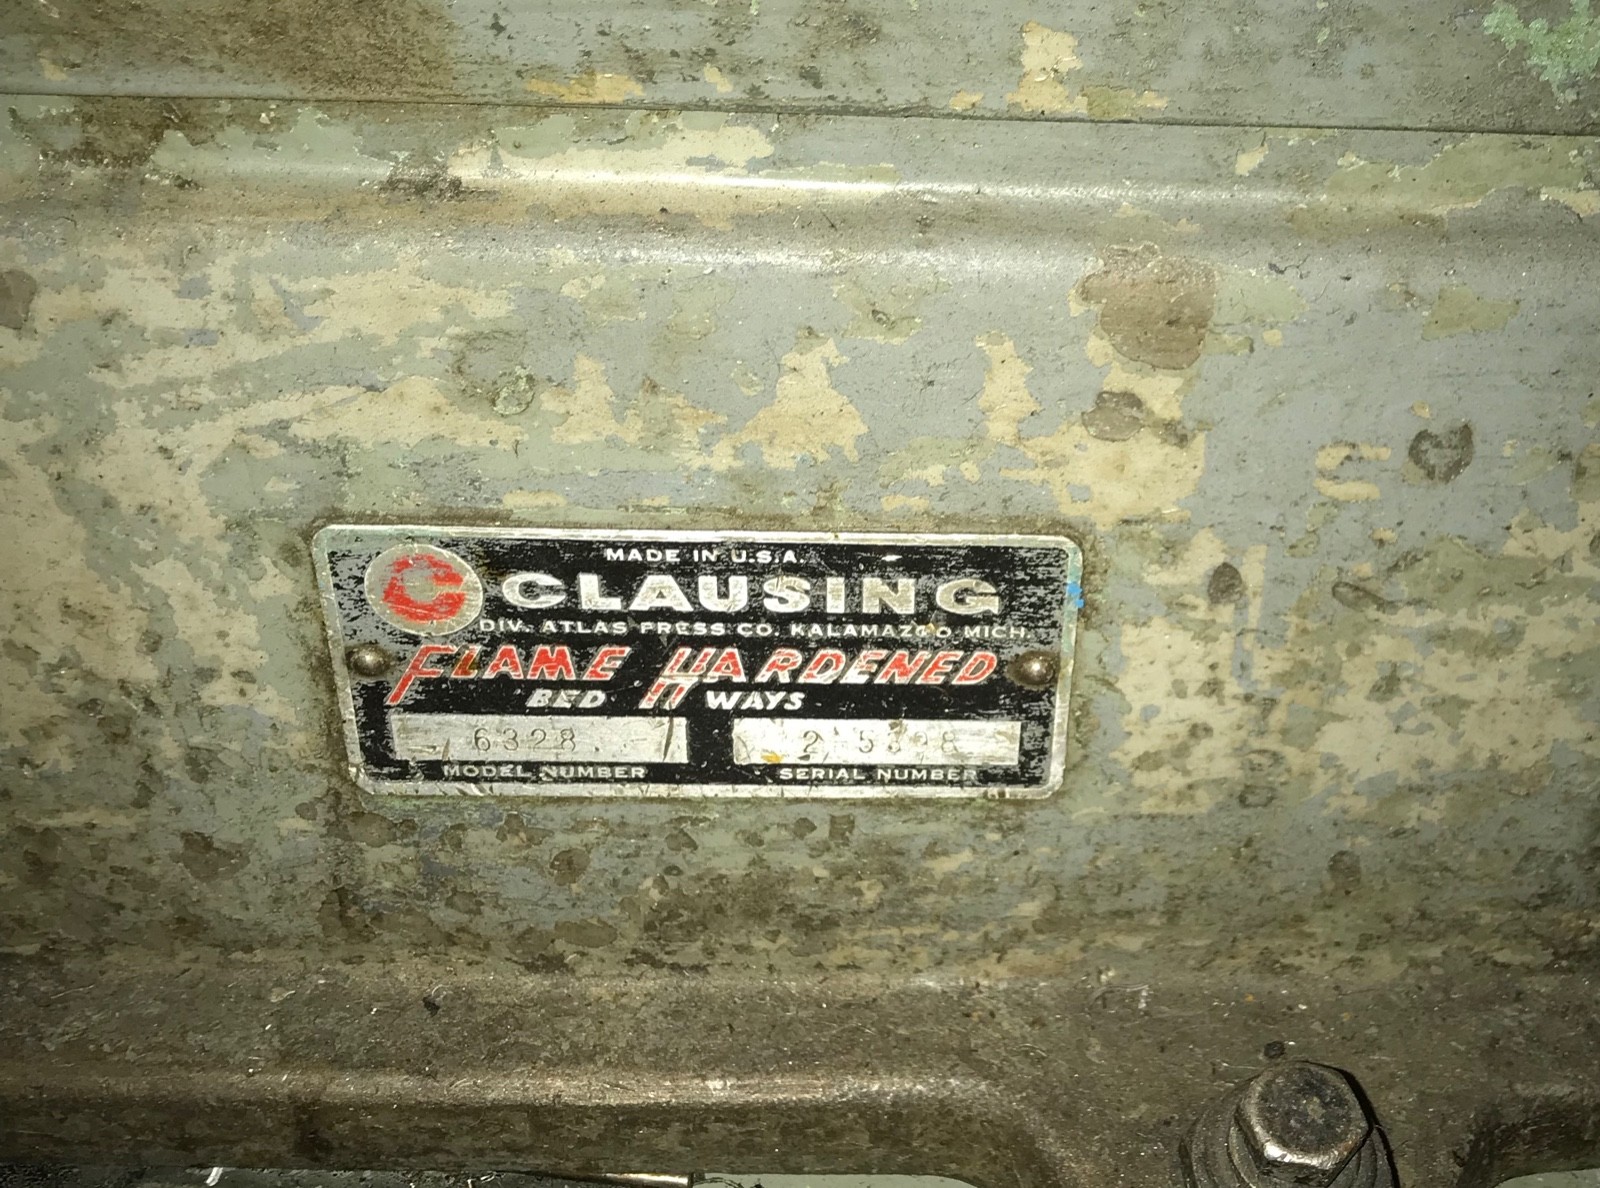 MADE IN U.S.A.
C CLAUSING
DIV. ATLAS PRESS CO. KALAMAZOO, MICH.
FLAME HARDENED
BED WAYS
6328
MODEL NUMBER
SERIAL NUMBER